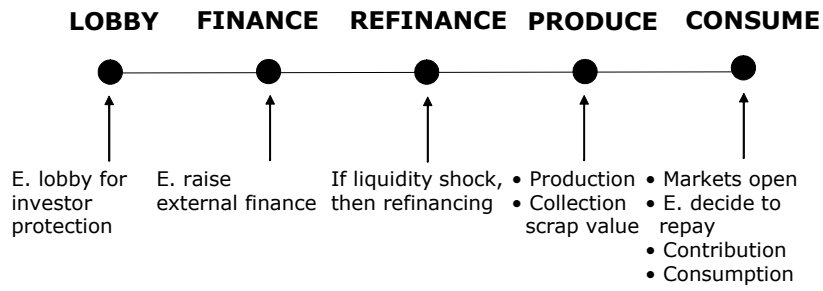 LOBBY FINANCE REFINANCE PRODUCE CONSUME
E. lobby for
investor
protection
E. raise
external finance
If liquidity shock,
then refinancing
• Production
• Collection
scrap value
• Markets open
• E. decide to
repay
• Contribution
• Consumption